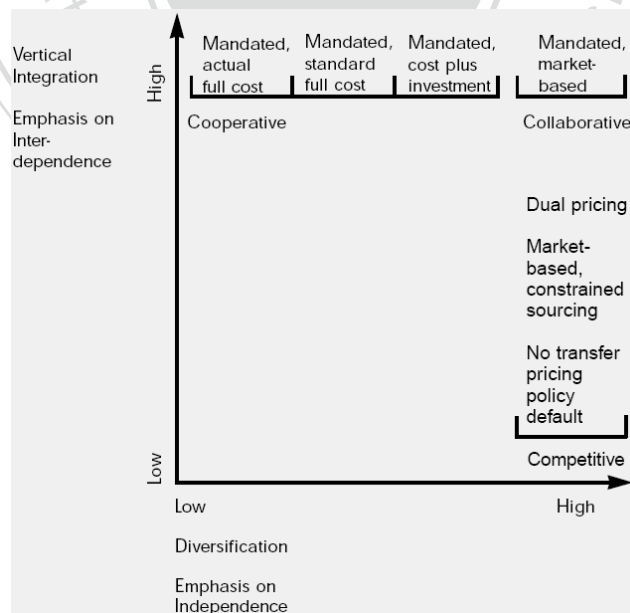 Vertical
Integration
Emphasis on
Inter-
dependence
High
Low
Mandated,
actual
full cost
Mandated,
standard
full cost
Mandated,
cost plus
investment
Mandated,
market-
based
Cooperative
Collaborative
Dual pricing
Market-
based,
constrained
sourcing
No transfer
pricing
policy
default
Competitive
Low
High
Diversification
Emphasis on
Independence